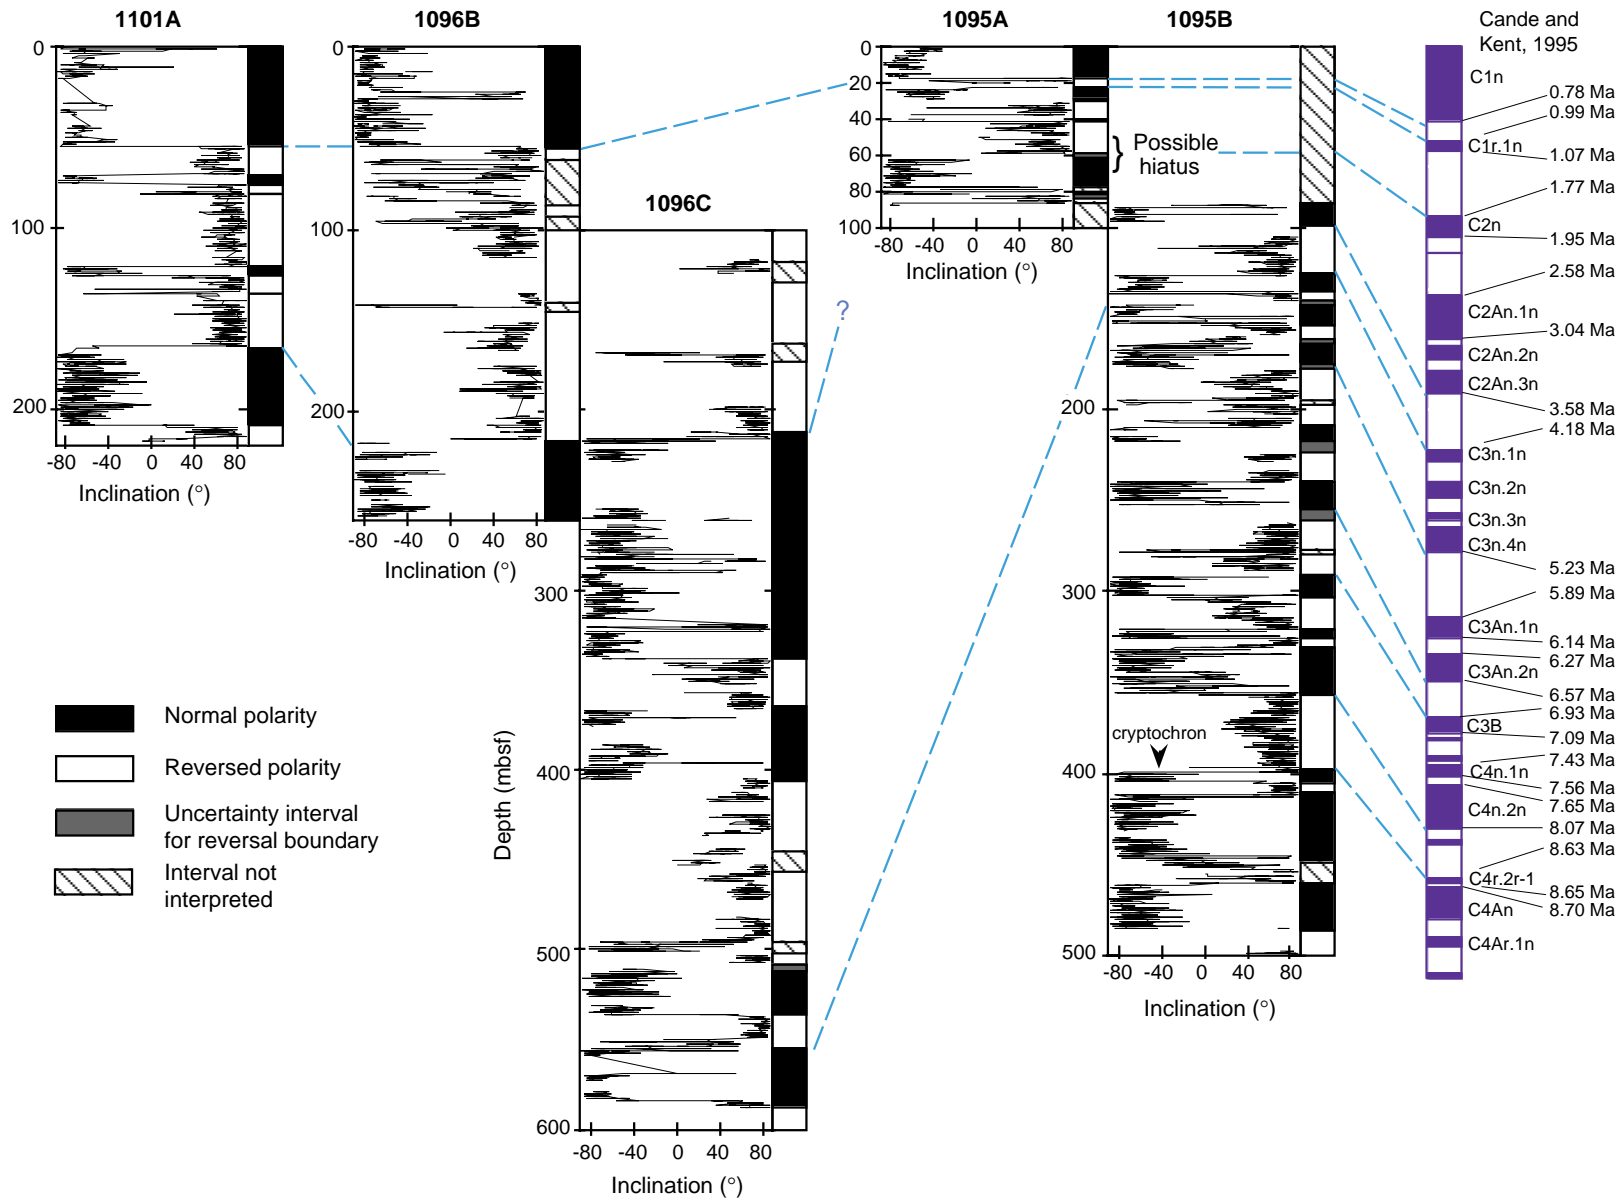 1101A
1096B
1095A
1095B
Cande and
Kent, 1995
0
100
200
-80 -40 0 40 80
Inclination (°)
0
100
200
-80 -40 0 40 80
Inclination (°)
1096C
300
400
500
600
Depth (mbsf)
-80 -40 0 40 80
Inclination (°)
?
0
20
40
60
80
100
-80 -40 0 40 80
Inclination (°)
} Possible
hiatus
200
300
400
500
cryptochron
-80 -40 0 40 80
Inclination (°)
C1n
0.78 Ma
0.99 Ma
C1r.1n
1.07 Ma
1.77 Ma
C2n
1.95 Ma
2.58 Ma
C2An.1n
3.04 Ma
C2An.2n
C2An.3n
3.58 Ma
4.18 Ma
C3n.1n
C3n.2n
C3n.3n
C3n.4n
5.23 Ma
5.89 Ma
C3An.1n
6.14 Ma
6.27 Ma
C3An.2n
6.57 Ma
6.93 Ma
C3B
7.09 Ma
7.43 Ma
C4n.1n
7.56 Ma
7.65 Ma
C4n.2n
8.07 Ma
8.63 Ma
C4r.2r-1
8.65 Ma
8.70 Ma
C4An
C4Ar.1n
Normal polarity
Reversed polarity
Uncertainty interval
for reversal boundary
Interval not
interpreted